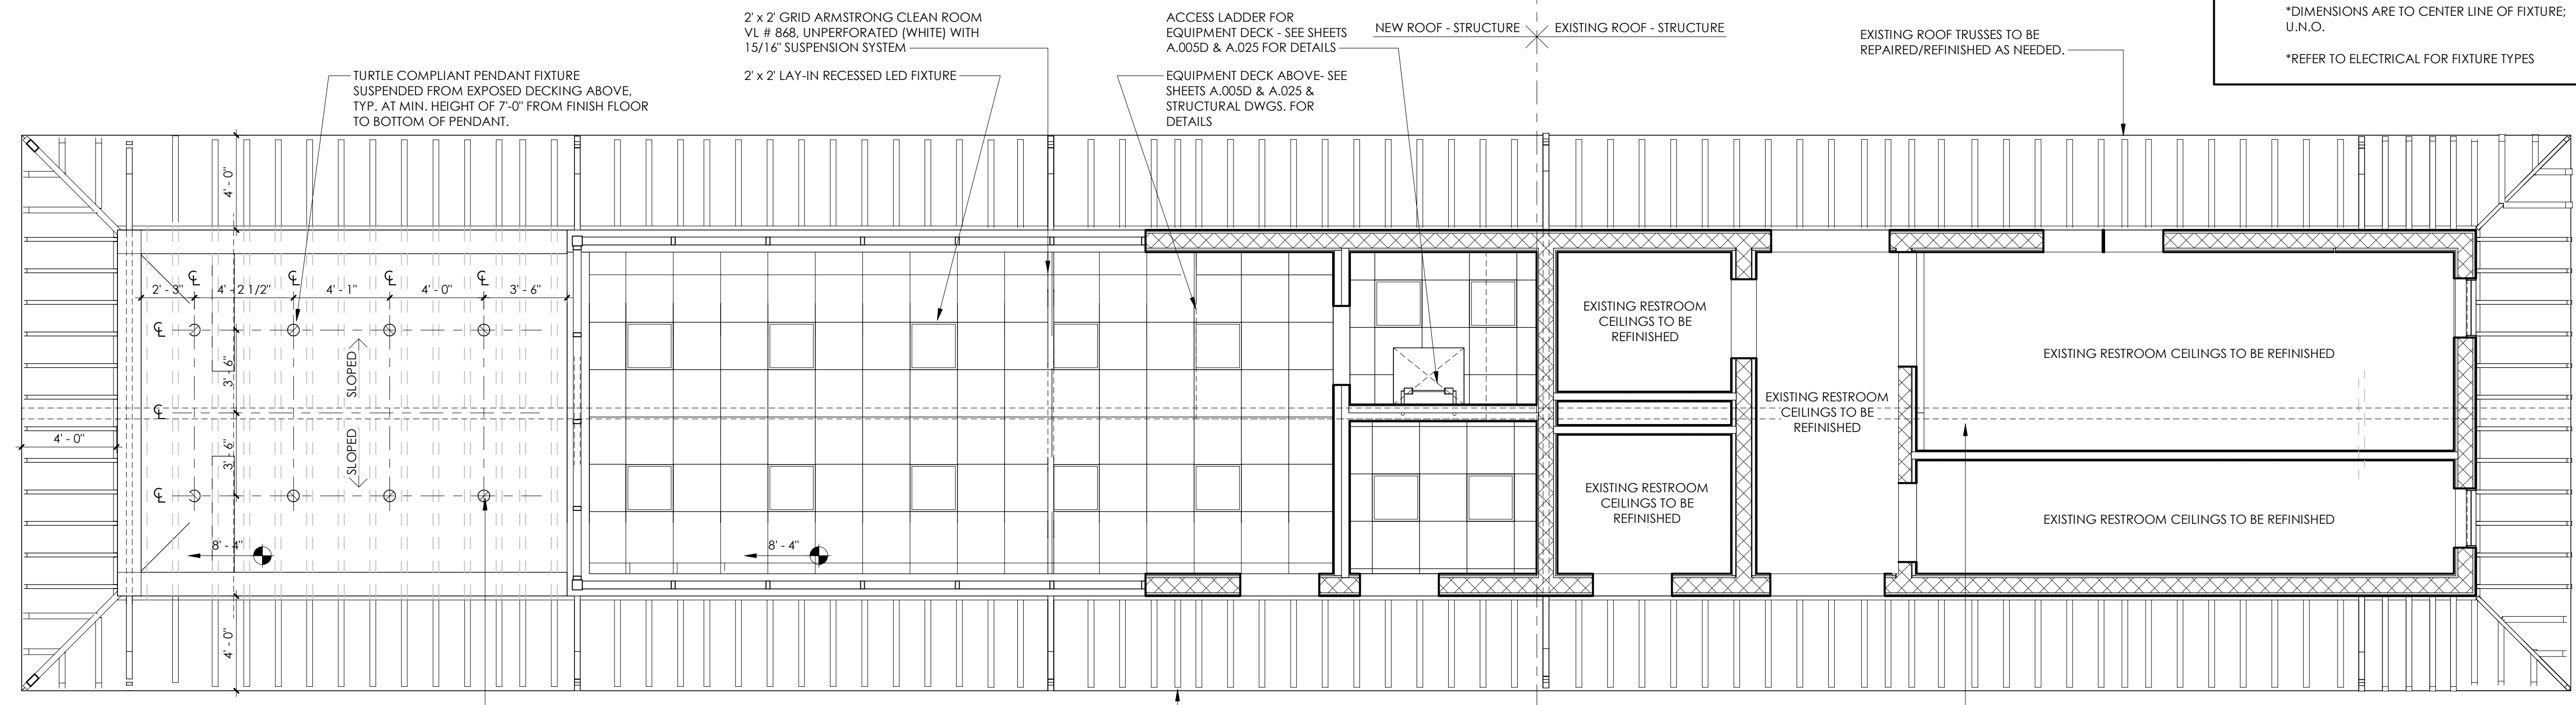 2' x 2' GRID ARMSTRONG CLEAN ROOM
VL # 868, UNPERFORATED (WHITE) WITH
15/16" SUSPENSION SYSTEM
2' x 2' LAY-IN RECESSED LED FIXTURE
TURTLE COMPLIANT PENDANT FIXTURE
SUSPENDED FROM EXPOSED DECKING ABOVE,
TYP. AT MIN. HEIGHT OF 7'-0" FROM FINISH FLOOR
TO BOTTOM OF PENDANT.
ACCESS LADDER FOR
EQUIPMENT DECK - SEE SHEETS
A.005D & A.025 FOR DETAILS
EQUIPMENT DECK ABOVE- SEE
SHEETS A.005D & A.025 &
STRUCTURAL DWGS. FOR
DETAILS
NEW ROOF - STRUCTURE
EXISTING ROOF - STRUCTURE
EXISTING ROOF TRUSSES TO BE
REPAIRED/REFINISHED AS NEEDED.
*DIMENSIONS ARE TO CENTER LINE OF FIXTURE;
U.N.O.
*REFER TO ELECTRICAL FOR FIXTURE TYPES
4' - 0"
℄
℄
℄
℄
2' - 3"
4' - 2 1/2"
4' - 1"
4' - 0"
3' - 6"
℄
3' - 6"
SLOPED
℄
4' - 0"
3' - 6"
SLOPED
℄
8' - 4"
8' - 4"
4' - 0"
EXISTING RESTROOM
CEILINGS TO BE
REFINISHED
EXISTING RESTROOM
CEILINGS TO BE
REFINISHED
EXISTING RESTROOM
CEILINGS TO BE
REFINISHED
EXISTING RESTROOM CEILINGS TO BE REFINISHED
EXISTING RESTROOM CEILINGS TO BE REFINISHED